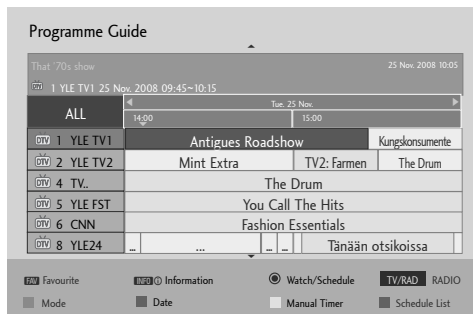 Programme Guide
That '70s show 25 Nov. 2008 10:05
DTV 1 YLE TV1 25 Nov. 2008 09:45~10:15
ALL Tue. 25 Nov.
14:00 15:00
DTV 1 YLE TV1 Antigues Roadshow Kungskonsumente
DTV 2 YLE TV2 Mint Extra TV2: Farmen The Drum
DTV 4 TV.. The Drum
DTV 5 YLE FST You Call The Hits
DTV 6 CNN Fashion Essentials
DTV 8 YLE24 ... ... ... ... Tänään otsikoissa
FAV Favourite INFO ⓘ Information Watch/Schedule TV/RAD RADIO
Mode Date Manual Timer Schedule List